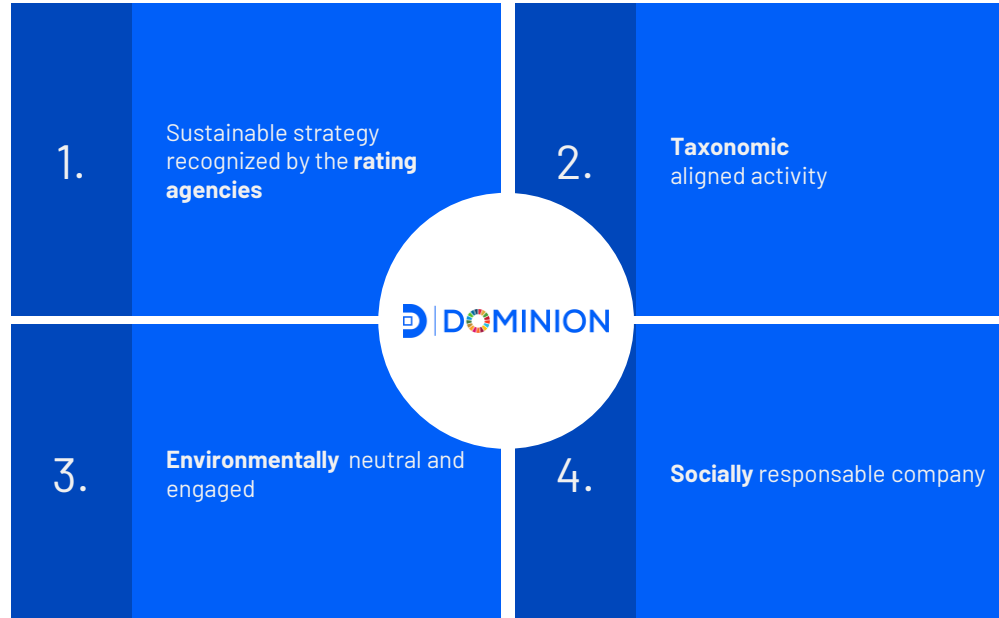 1.
Sustainable strategy
recognized by the rating
agencies
2.
Taxonomic
aligned activity
DOMINION
3.
Environmentally neutral and
engaged
4.
Socially responsable company